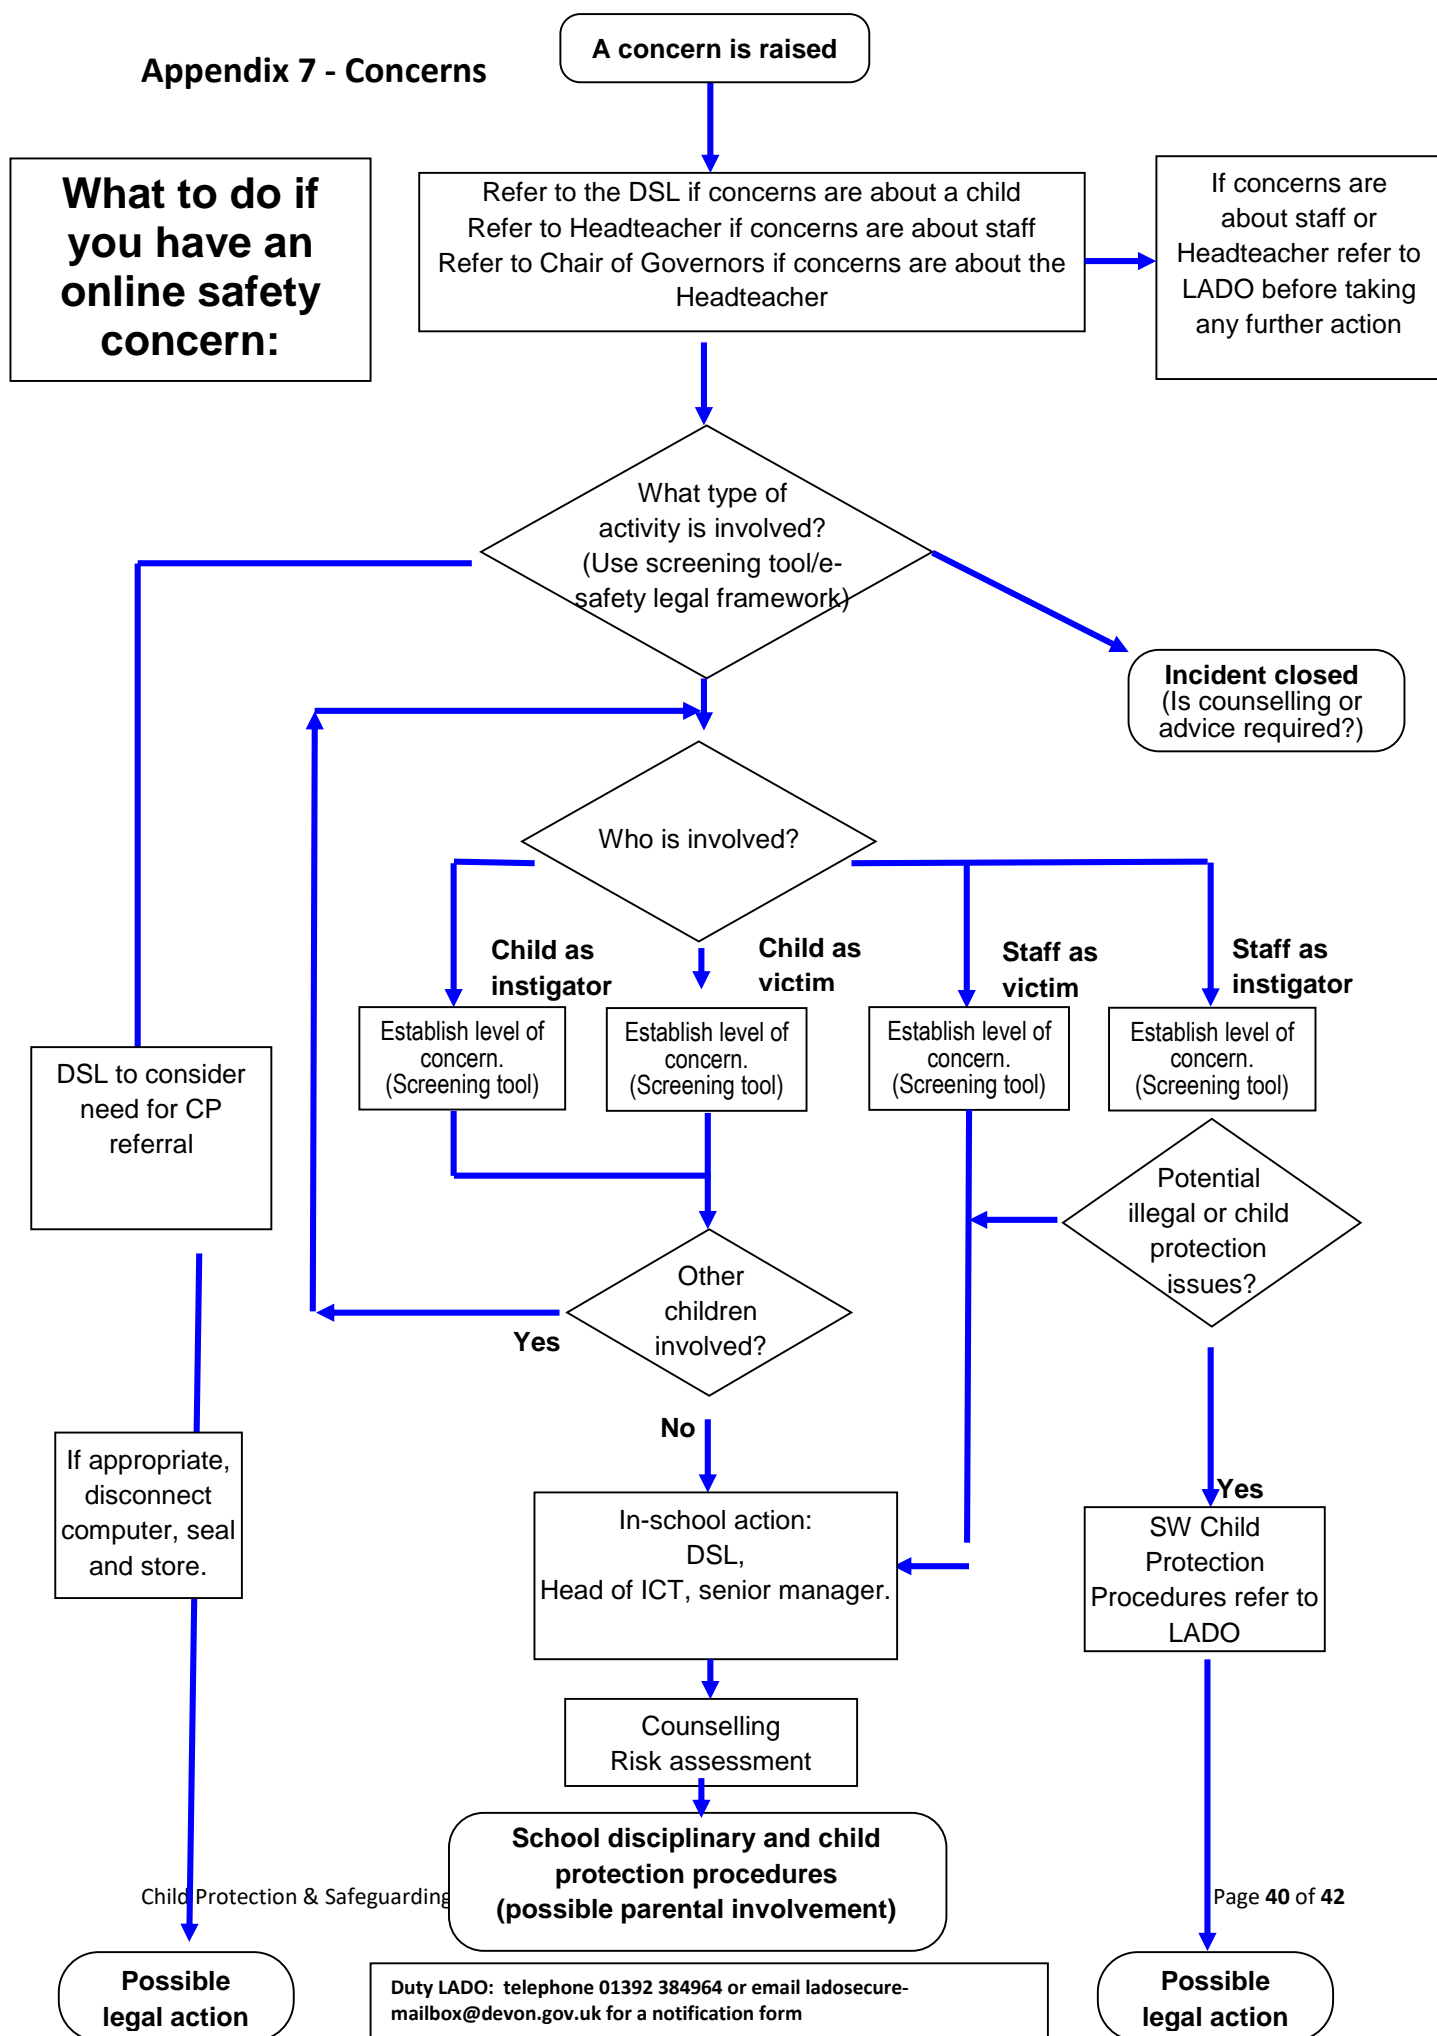 A concern is raised
Appendix 7 - Concerns
What to do if
you have an
online safety
concern:
Refer to the DSL if concerns are about a child
Refer to Headteacher if concerns are about staff
Refer to Chair of Governors if concerns are about the
Headteacher
If concerns are
about staff or
Headteacher refer to
LADO before taking
any further action
What type of
activity is involved?
(Use screening tool/e-
safety legal framework)
Incident closed
(Is counselling or
advice required?)
Who is involved?
Child as
instigator
Child as
victim
Staff as
victim
Staff as
instigator
Establish level of
concern.
(Screening tool)
Establish level of
concern.
(Screening tool)
Establish level of
concern.
(Screening tool)
Establish level of
concern.
(Screening tool)
DSL to consider
need for CP
referral
Potential
illegal or child
protection
issues?
Other
children
involved?
Yes
No
If appropriate,
disconnect
computer, seal
and store.
In-school action:
DSL,
Head of ICT, senior manager.
Yes
SW Child
Protection
Procedures refer to
LADO
Counselling
Risk assessment
School disciplinary and child
protection procedures
(possible parental involvement)
Child Protection & Safeguarding
Page 40 of 42
Possible
legal action
Duty LADO:  telephone 01392 384964 or email ladosecure-
mailbox@devon.gov.uk for a notification form
Possible
legal action